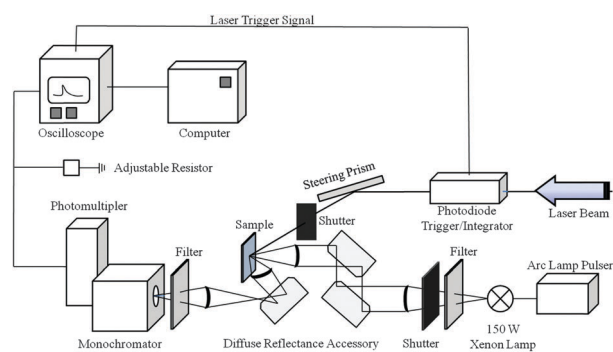 Laser Trigger Signal
Oscilloscope
Computer
Adjustable Resistor
Steering Prism
Photodiode
Trigger/Integrator
Laser Beam
Photomultipler
Sample
Shutter
Filter
Filter
Arc Lamp Pulser
Monochromator
Diffuse Reflectance Accessory
Shutter
150 W
Xenon Lamp